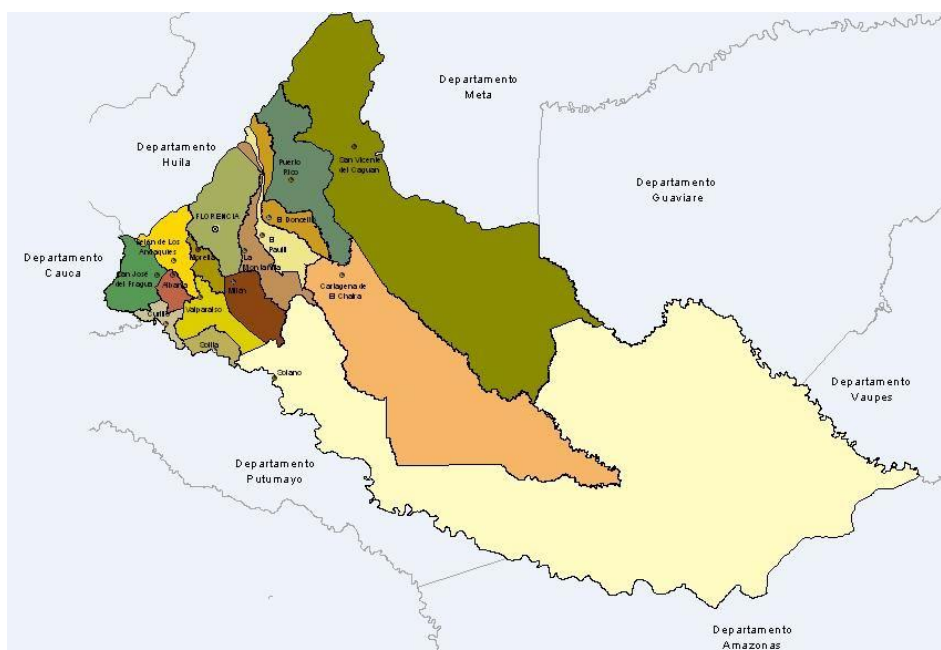 Departamento
Meta
Departamento
Huila
San Vicente
del Caguan
Puerto
Rico
Departamento
Guaviare
FLORENCIA
El Doncello
Belén de Los
Andaquies
Morelia
El
Paujil
La
Montañita
Departamento
Cauca
San José
del Fragua
Albania
Milán
Cartagena de
El Chaira
Curillo
Valparaiso
Solita
Solano
Departamento
Vaupes
Departamento
Putumayo
Departamento
Amazonas